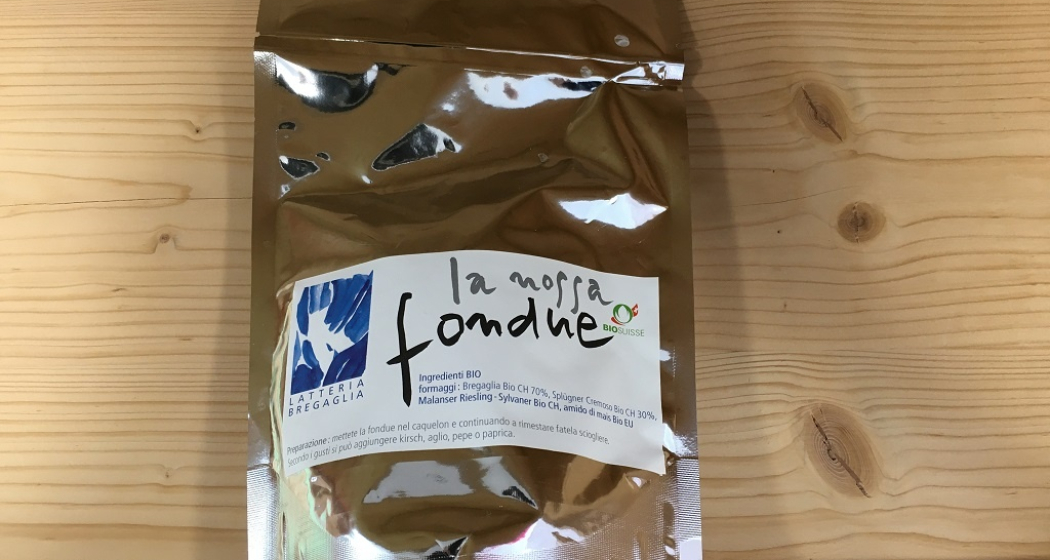 la nossa
fondue
BIOSUISSE
LATTERIA
BREGAGLIA
Ingredienti BIO
formaggi: Bregaglia Bio CH 70%, Splügner Cremoso Bio CH 30%,
Malanser Riesling - Sylvaner Bio CH, amido di mais Bio EU
Preparazione: mettete la fondue nel caquelon e continuando a rimestare fatela sciogliere.
Secondo i gusti si può aggiungere kirsch, aglio, pepe o paprica.